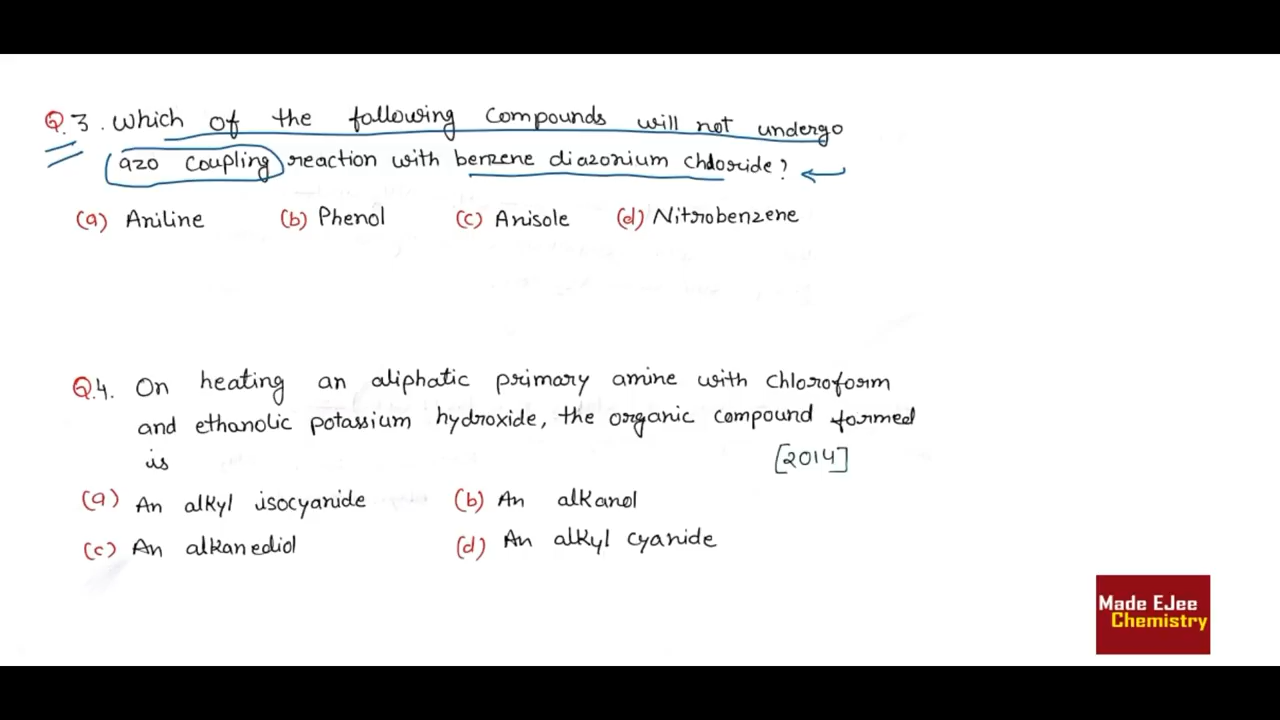 Q.3. Which of the following compounds will not undergo
azo coupling reaction with benzene diazonium chloride?
(a) Aniline (b) Phenol (c) Anisole (d) Nitrobenzene
Q.4. On heating an aliphatic primary amine with chloroform
and ethanolic potassium hydroxide, the organic compound formed
is [2014]
(a) An alkyl isocyanide (b) An alkanol
(c) An alkanediol (d) An alkyl cyanide
Made EJee
Chemistry